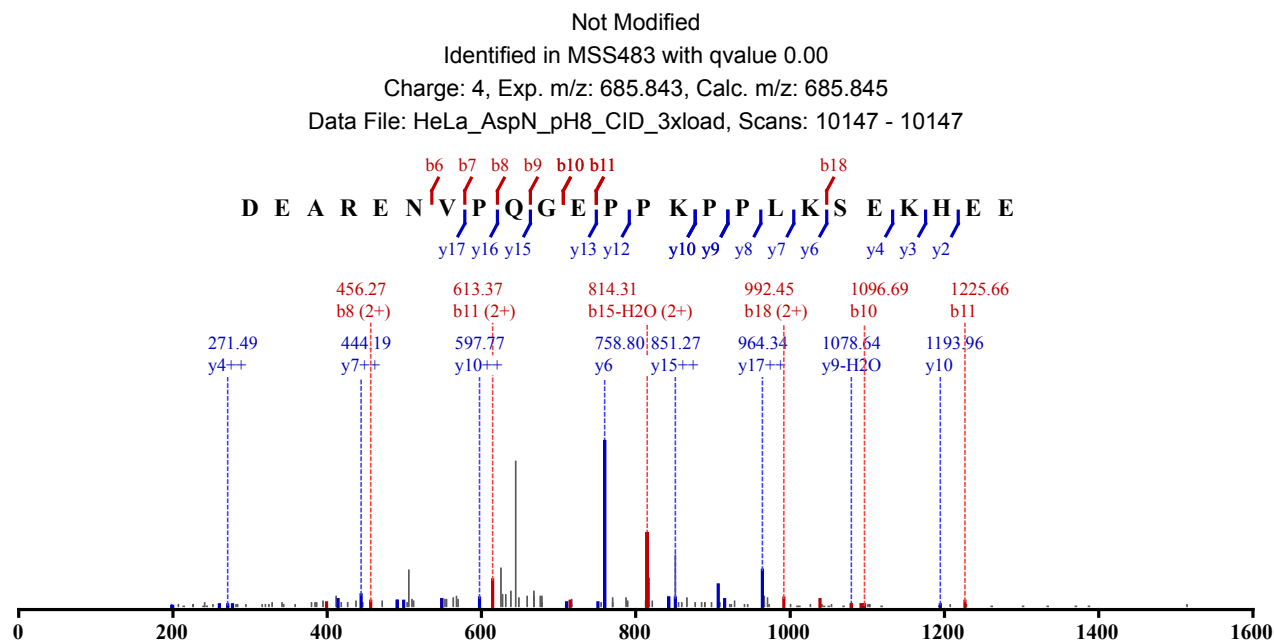 Not Modified
Identified in MSS483 with qvalue 0.00
Charge: 4, Exp. m/z: 685.843, Calc. m/z: 685.845
Data File: HeLa_AspN_pH8_CID_3xload, Scans: 10147 - 10147
b6 b7 b8 b9 b10 b11 b18
D E A R E N V P Q G E P P K P P L K S E K H E E
y17 y16 y15 y13 y12 y10 y9 y8 y7 y6 y4 y3 y2
456.27 613.37 814.31 992.45 1096.69 1225.66
b8 (2+) b11 (2+) b15-H2O (2+) b18 (2+) b10 b11
271.49 444.19 597.77 758.80 851.27 964.34 1078.64 1193.96
y4++ y7++ y10++ y6 y15++ y17++ y9-H2O y10
0 200 400 600 800 1000 1200 1400 1600